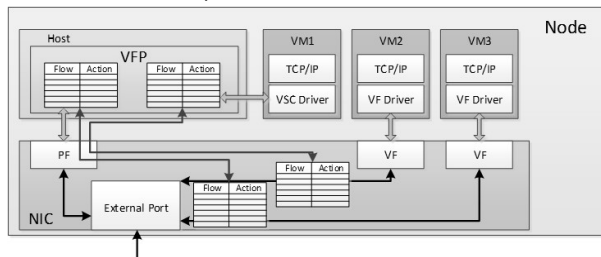 Node
Host
VFP
Flow Action
Flow Action
VM1
TCP/IP
VSC Driver
VM2
TCP/IP
VF Driver
VM3
TCP/IP
VF Driver
PF
VF
VF
Flow Action
Flow Action
External Port
NIC